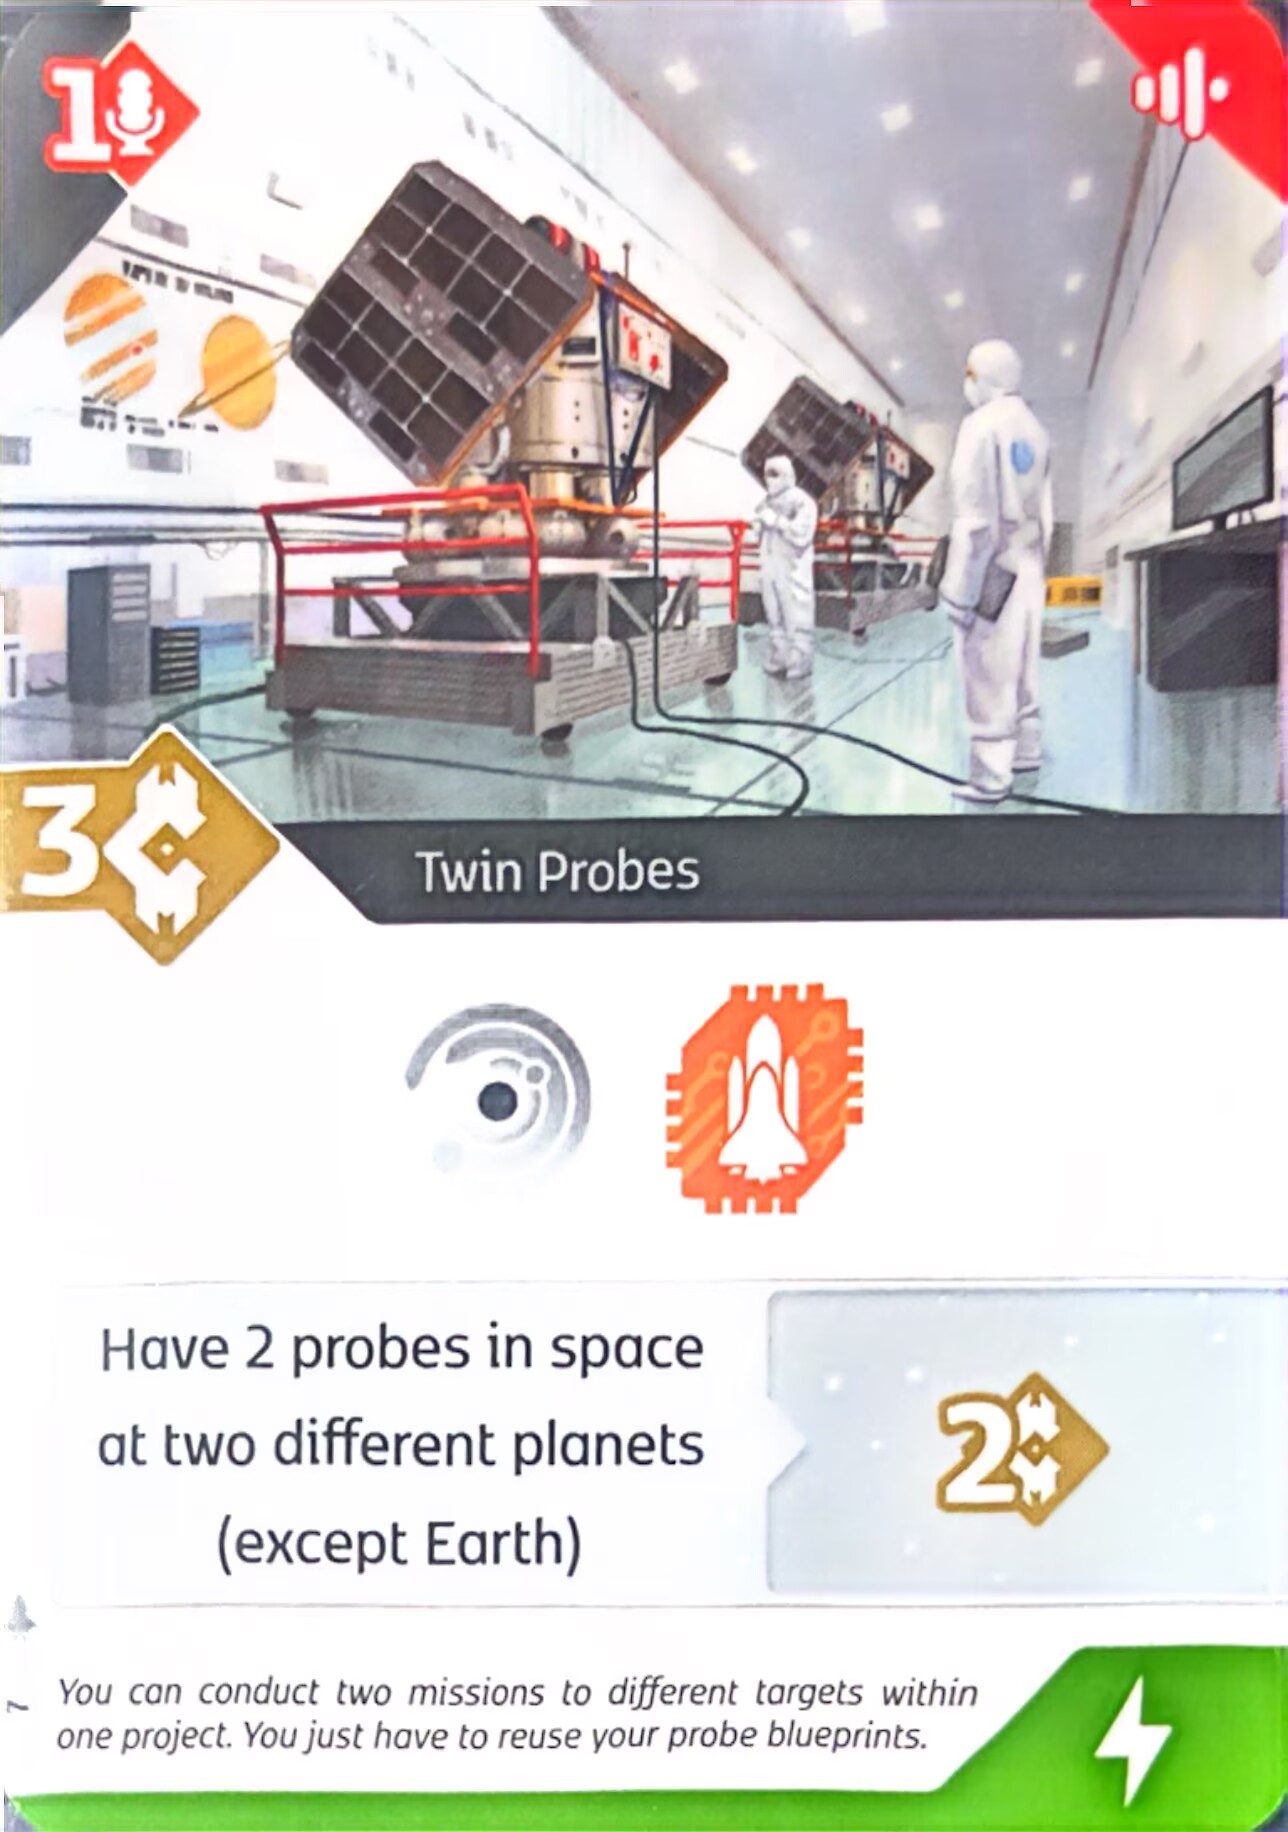 1
3
Twin Probes
Have 2 probes in space
at two different planets
(except Earth)
2
7
You can conduct two missions to different targets within
one project. You just have to reuse your probe blueprints.